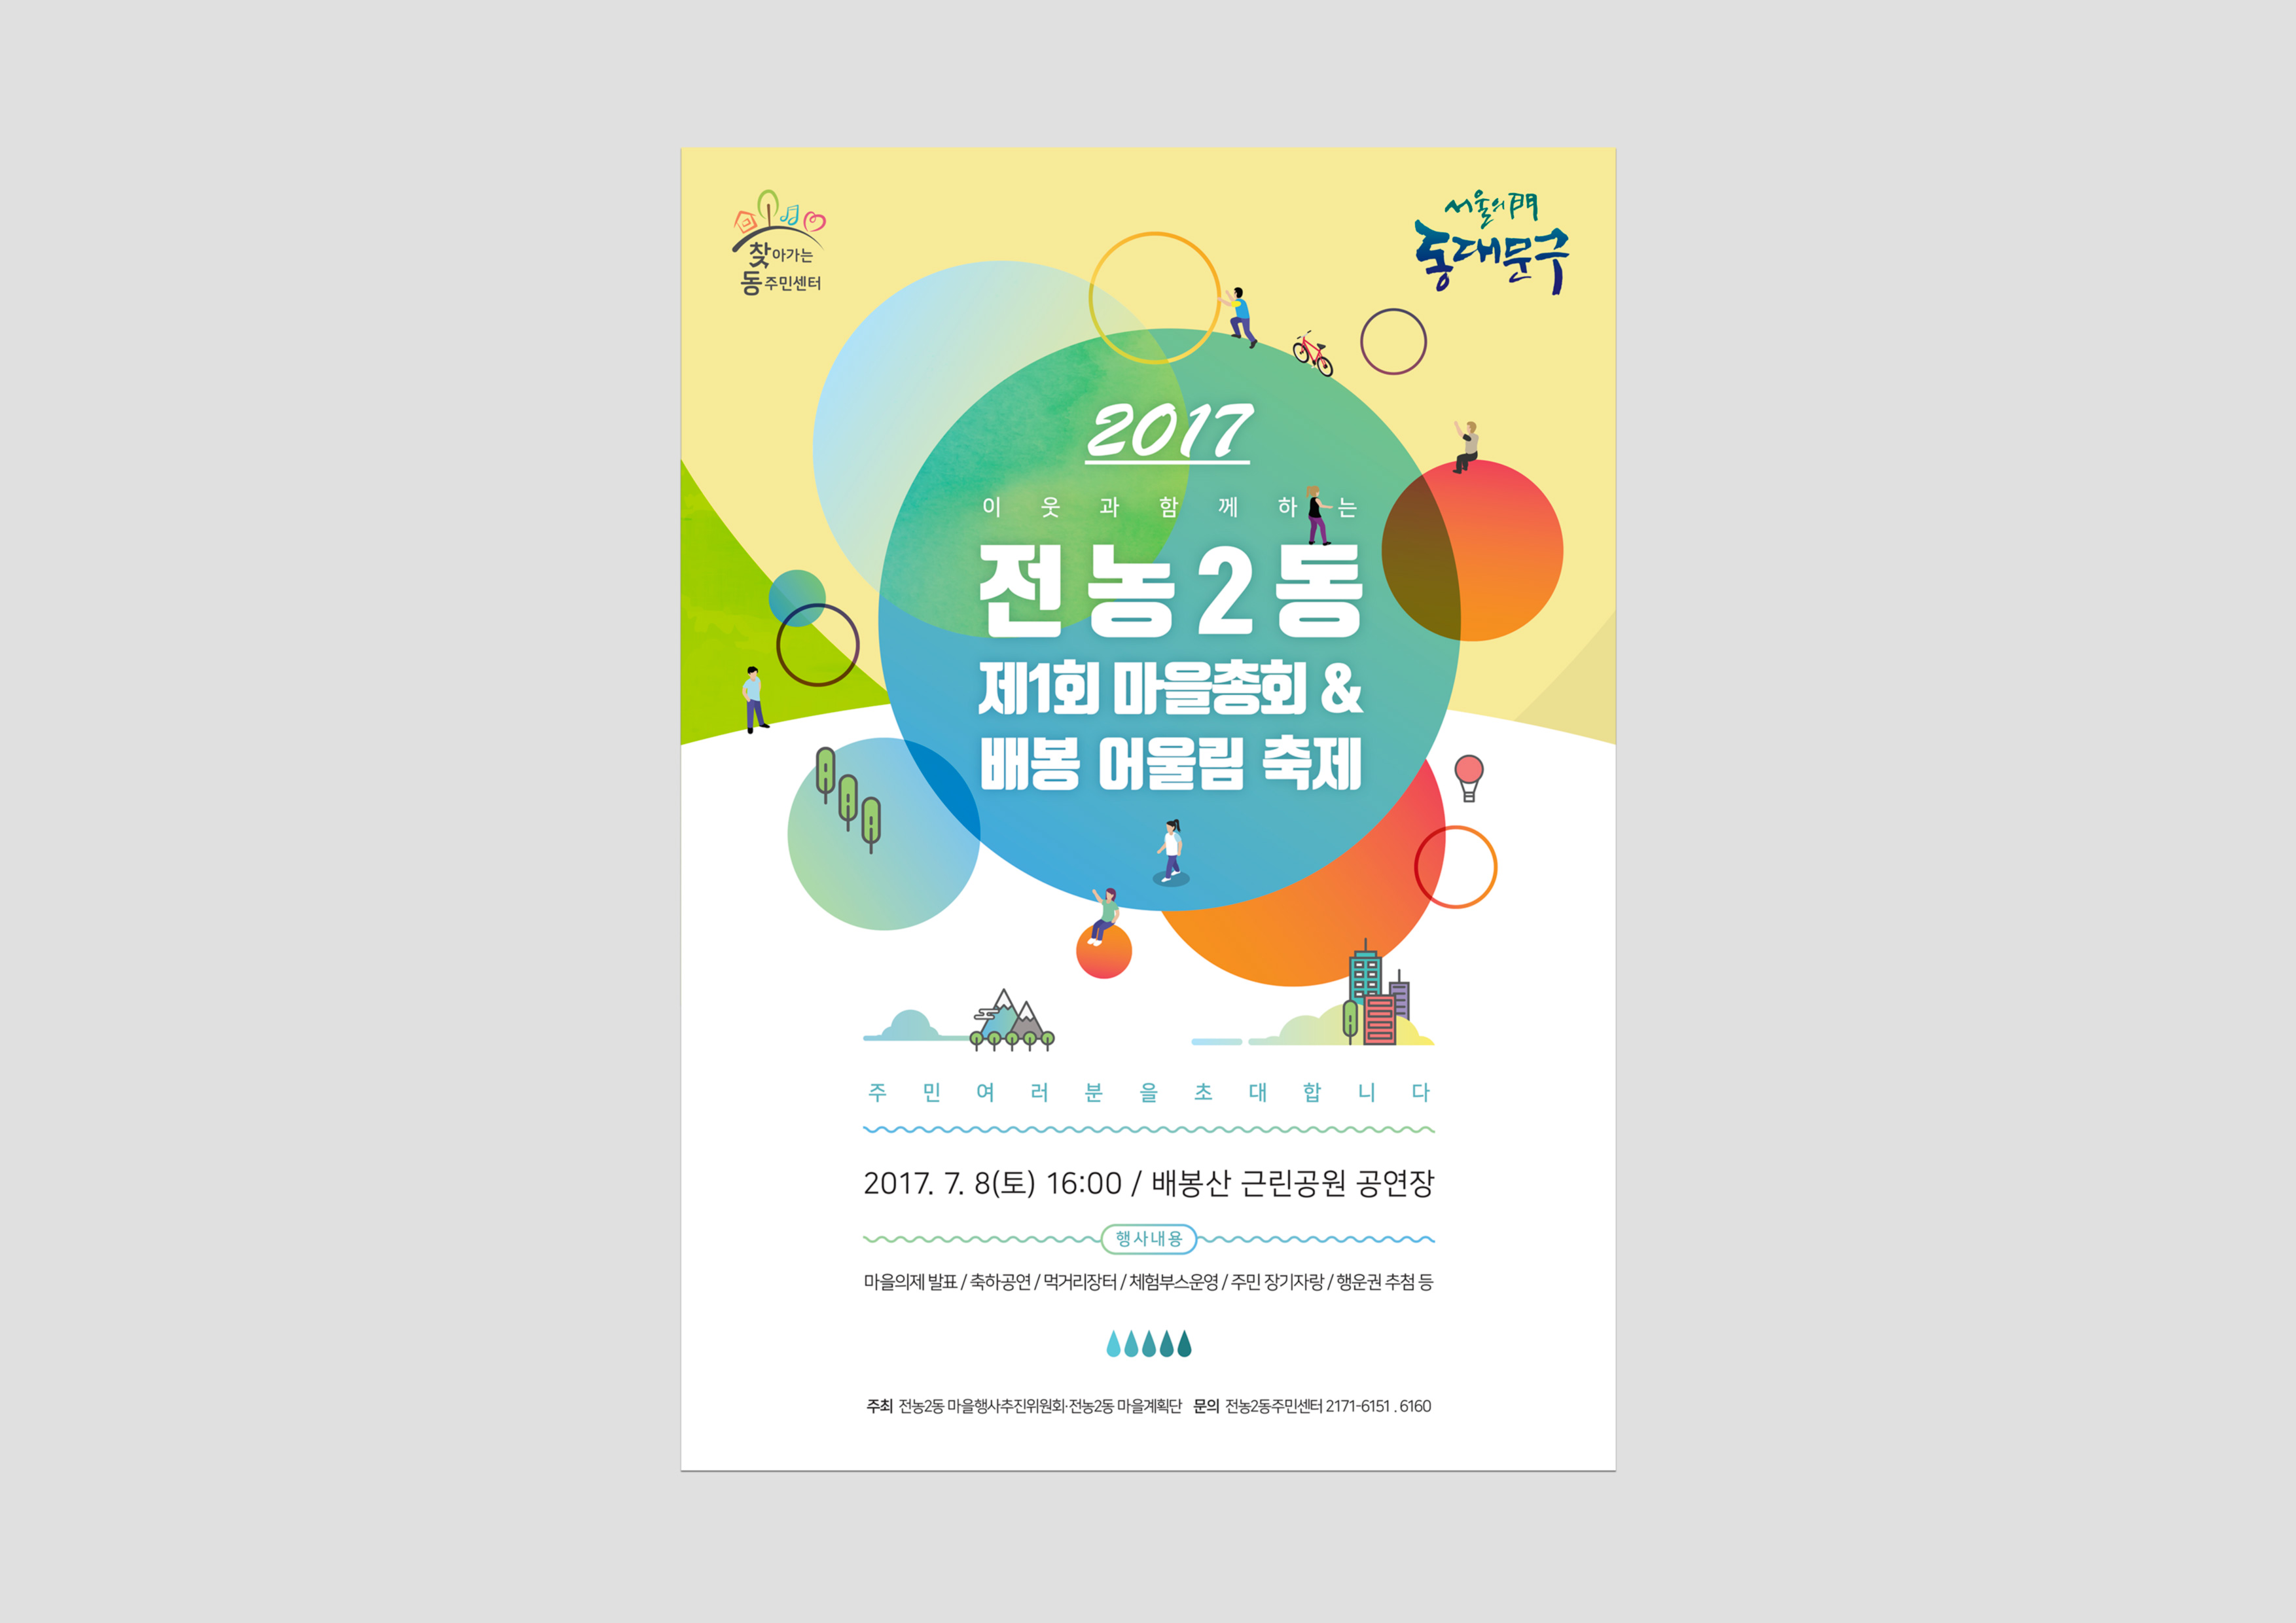 찾아가는
동주민센터
서울의 門
동대문구
2017
이웃과함께하는
전농2동
제1회 마을총회 &
배봉 어울림 축제
주민여러분을초대합니다
2017. 7. 8(토) 16:00 / 배봉산 근린공원 공연장
행사내용
마을의제 발표 / 축하공연 / 먹거리장터 / 체험부스운영 / 주민 장기자랑 / 행운권 추첨 등
주최 전농2동 마을행사추진위원회·전농2동 마을계획단 문의 전농2동주민센터 2171-6151 . 6160